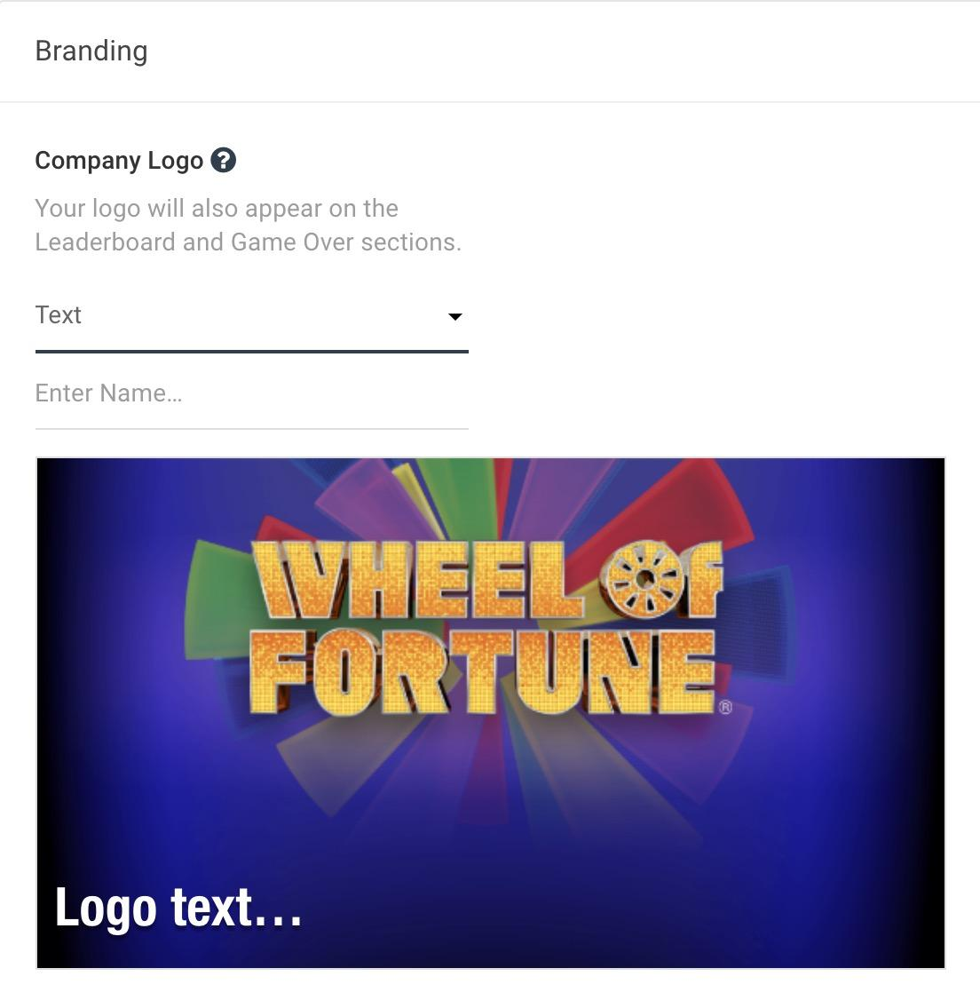 Branding
Company Logo ?
Your logo will also appear on the
Leaderboard and Game Over sections.
Text
Enter Name...
WHEEL OF
FORTUNE®
Logo text...